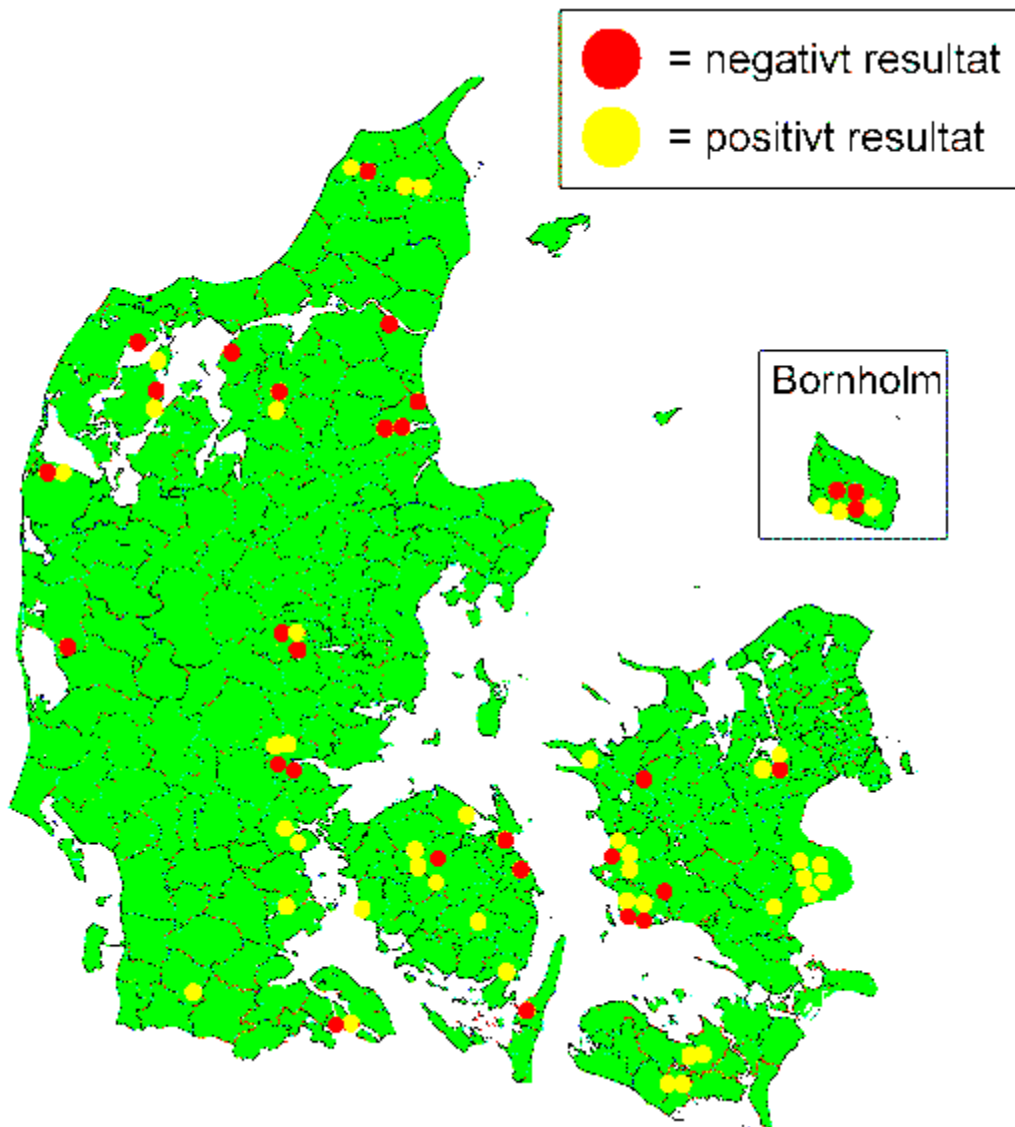 = negativt resultat
= positivt resultat
Bornholm